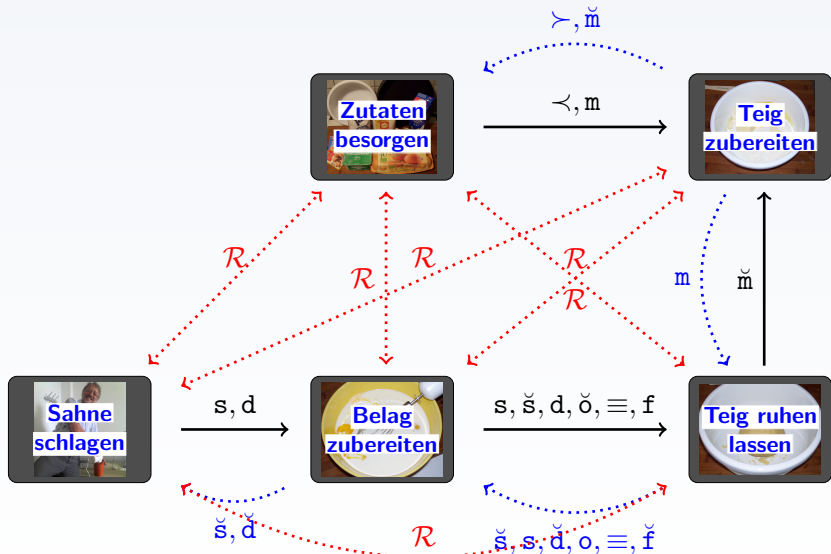 ≻, m̆
Zutaten
besorgen
≺, m
Teig
zubereiten
ℛ
ℛ
ℛ
ℛ
ℛ
m
m̆
Sahne
schlagen
s, d
Belag
zubereiten
s, s̆, d, ŏ, ≡, f
Teig ruhen
lassen
s̆, d̆
ℛ
s̆, s, d̆, o, ≡, f̆